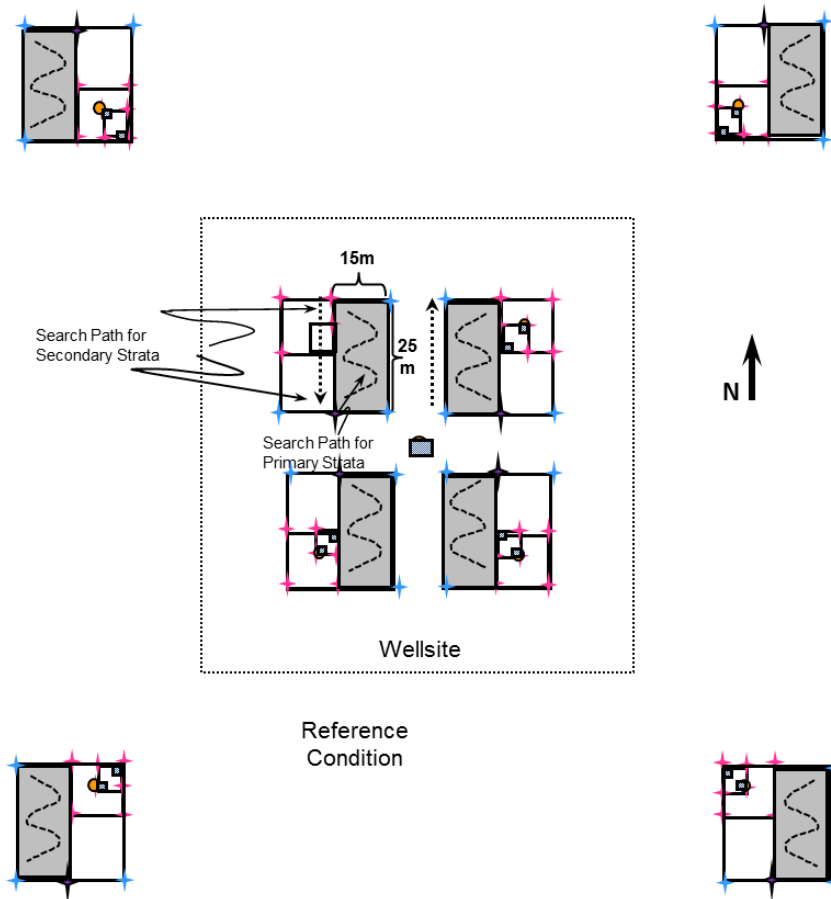 15m
Search Path for
Secondary Strata
25
m
N
Search Path for
Primary Strata
Wellsite
Reference
Condition